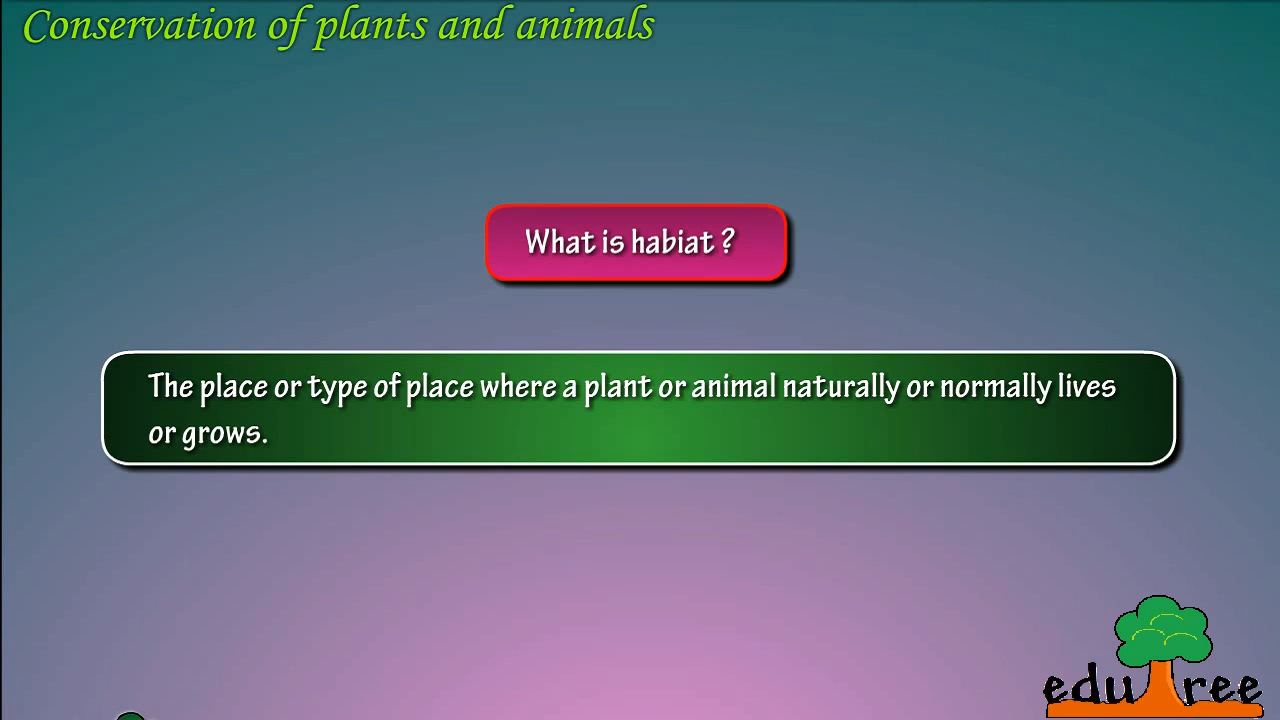 Conservation of plants and animals
What is habiat ?
The place or type of place where a plant or animal naturally or normally lives
or grows.
edu Tree